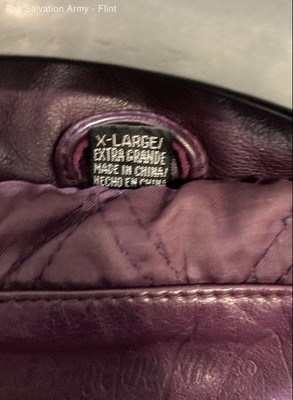 The Salvation Army - Flint
X-LARGE/
EXTRA GRANDE
MADE IN CHINA/
HECHO EN CHINA